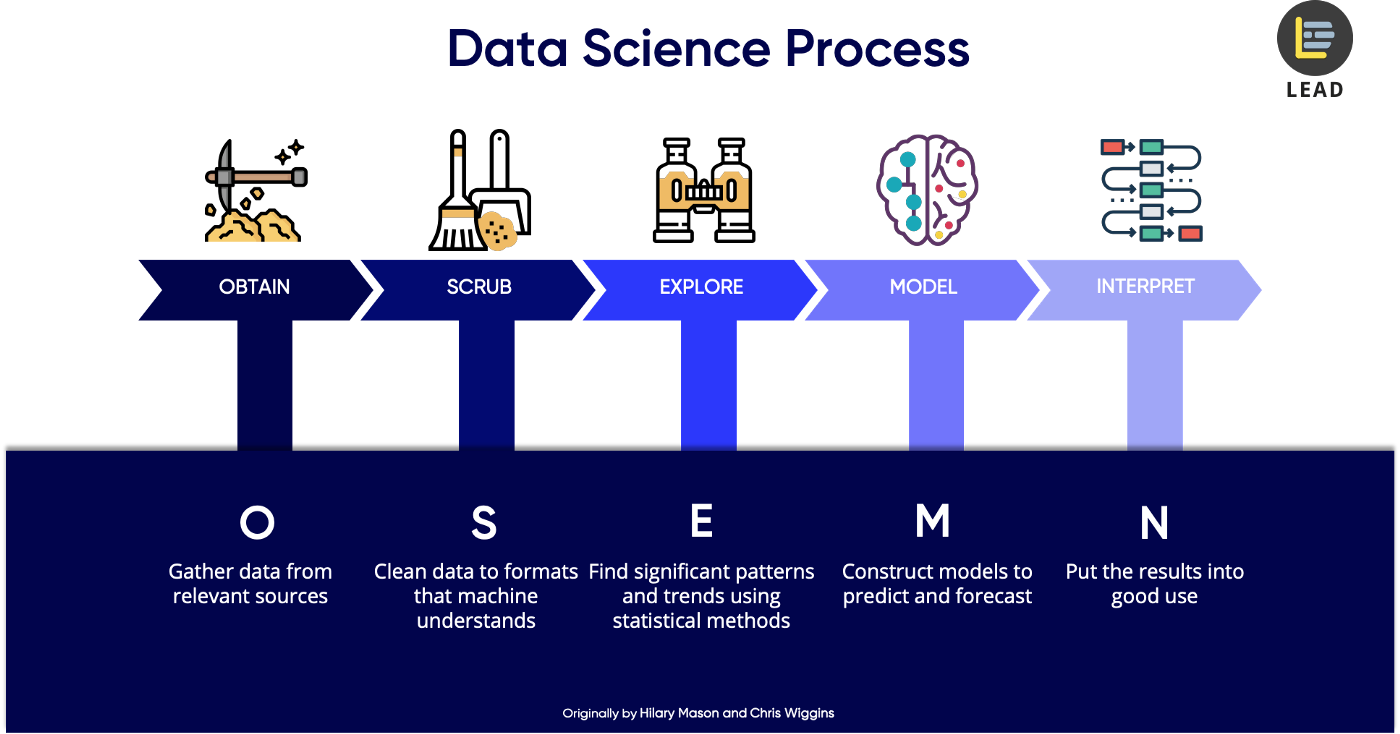 Data Science Process
LEAD
OBTAIN
SCRUB
EXPLORE
MODEL
INTERPRET
O
S
E
M
N
Gather data from
relevant sources
Clean data to formats
that machine
understands
Find significant patterns
and trends using
statistical methods
Construct models to
predict and forecast
Put the results into
good use
Originally by Hilary Mason and Chris Wiggins